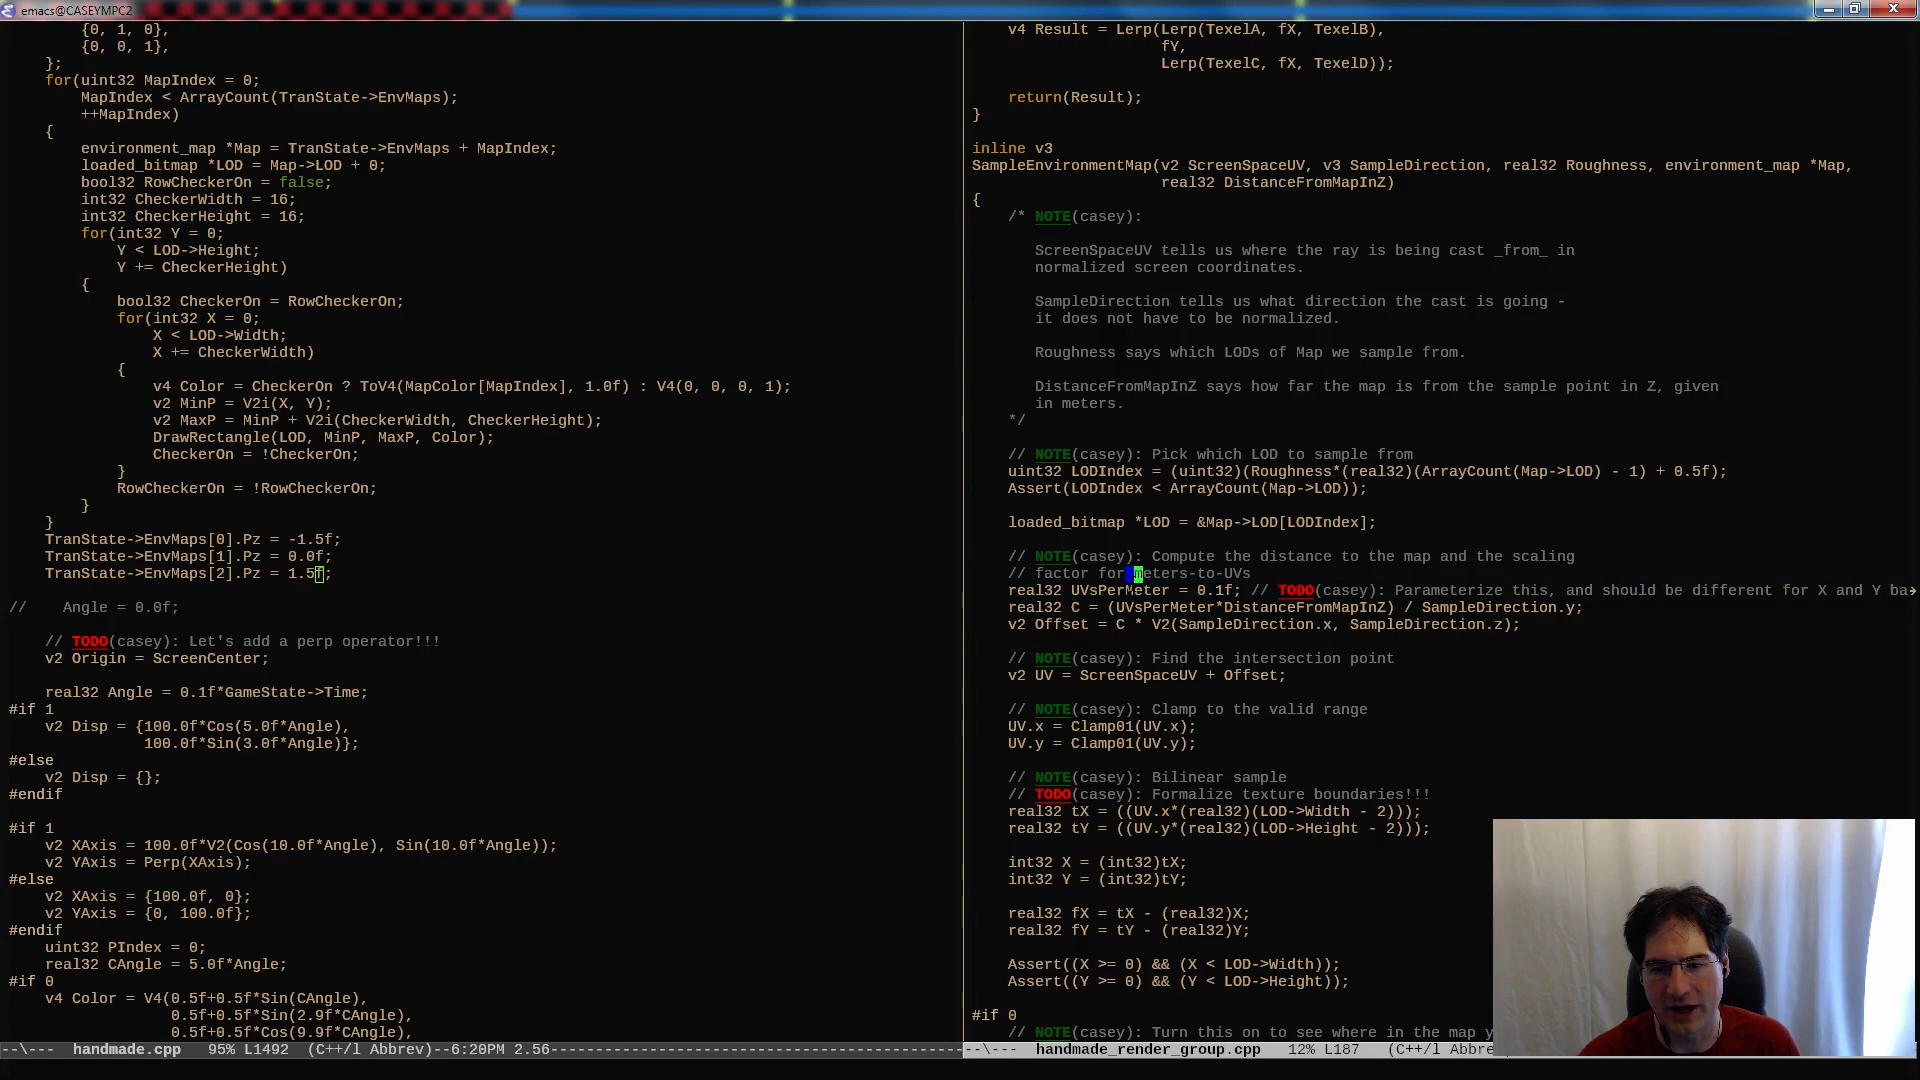 emacs@CASEYMPC2
        {0, 1, 0},
        {0, 0, 1},
    };
    for(uint32 MapIndex = 0;
        MapIndex < ArrayCount(TranState->EnvMaps);
        ++MapIndex)
    {
        environment_map *Map = TranState->EnvMaps + MapIndex;
        loaded_bitmap *LOD = Map->LOD + 0;
        bool32 RowCheckerOn = false;
        int32 CheckerWidth = 16;
        int32 CheckerHeight = 16;
        for(int32 Y = 0;
            Y < LOD->Height;
            Y += CheckerHeight)
        {
            bool32 CheckerOn = RowCheckerOn;
            for(int32 X = 0;
                X < LOD->Width;
                X += CheckerWidth)
            {
                v4 Color = CheckerOn ? ToV4(MapColor[MapIndex], 1.0f) : V4(0, 0, 0, 1);
                v2 MinP = V2i(X, Y);
                v2 MaxP = MinP + V2i(CheckerWidth, CheckerHeight);
                DrawRectangle(LOD, MinP, MaxP, Color);
                CheckerOn = !CheckerOn;
            }
            RowCheckerOn = !RowCheckerOn;
        }
    }
    TranState->EnvMaps[0].Pz = -1.5f;
    TranState->EnvMaps[1].Pz = 0.0f;
    TranState->EnvMaps[2].Pz = 1.5f;
//    Angle = 0.0f;
    // TODO(casey): Let's add a perp operator!!!
    v2 Origin = ScreenCenter;
    real32 Angle = 0.1f*GameState->Time;
#if 1
    v2 Disp = {100.0f*Cos(5.0f*Angle),
               100.0f*Sin(3.0f*Angle)};
#else
    v2 Disp = {};
#endif
#if 1
    v2 XAxis = 100.0f*V2(Cos(10.0f*Angle), Sin(10.0f*Angle));
    v2 YAxis = Perp(XAxis);
#else
    v2 XAxis = {100.0f, 0};
    v2 YAxis = {0, 100.0f};
#endif
    uint32 PIndex = 0;
    real32 CAngle = 5.0f*Angle;
#if 0
    v4 Color = V4(0.5f+0.5f*Sin(CAngle),
                  0.5f+0.5f*Sin(2.9f*CAngle),
                  0.5f+0.5f*Cos(9.9f*CAngle),
--\--- handmade.cpp 95% L1492 (C++/l Abbrev)--6:20PM 2.56
    v4 Result = Lerp(Lerp(TexelA, fX, TexelB),
                     fY,
                     Lerp(TexelC, fX, TexelD));
    return(Result);
}
inline v3
SampleEnvironmentMap(v2 ScreenSpaceUV, v3 SampleDirection, real32 Roughness, environment_map *Map,
                     real32 DistanceFromMapInZ)
{
    /* NOTE(casey):
       ScreenSpaceUV tells us where the ray is being cast _from_ in
       normalized screen coordinates.
       SampleDirection tells us what direction the cast is going -
       it does not have to be normalized.
       Roughness says which LODs of Map we sample from.
       DistanceFromMapInZ says how far the map is from the sample point in Z, given
       in meters.
    */
    // NOTE(casey): Pick which LOD to sample from
    uint32 LODIndex = (uint32)(Roughness*(real32)(ArrayCount(Map->LOD) - 1) + 0.5f);
    Assert(LODIndex < ArrayCount(Map->LOD));
    loaded_bitmap *LOD = &Map->LOD[LODIndex];
    // NOTE(casey): Compute the distance to the map and the scaling
    // factor for meters-to-UVs
    real32 UVsPerMeter = 0.1f; // TODO(casey): Parameterize this, and should be different for X and Y ba
    real32 C = (UVsPerMeter*DistanceFromMapInZ) / SampleDirection.y;
    v2 Offset = C * V2(SampleDirection.x, SampleDirection.z);
    // NOTE(casey): Find the intersection point
    v2 UV = ScreenSpaceUV + Offset;
    // NOTE(casey): Clamp to the valid range
    UV.x = Clamp01(UV.x);
    UV.y = Clamp01(UV.y);
    // NOTE(casey): Bilinear sample
    // TODO(casey): Formalize texture boundaries!!!
    real32 tX = ((UV.x*(real32)(LOD->Width - 2)));
    real32 tY = ((UV.y*(real32)(LOD->Height - 2)));
    int32 X = (int32)tX;
    int32 Y = (int32)tY;
    real32 fX = tX - (real32)X;
    real32 fY = tY - (real32)Y;
    Assert((X >= 0) && (X < LOD->Width));
    Assert((Y >= 0) && (Y < LOD->Height));
#if 0
    // NOTE(casey): Turn this on to see where in the map y
--\--- handmade_render_group.cpp 12% L187 (C++/l Abbre